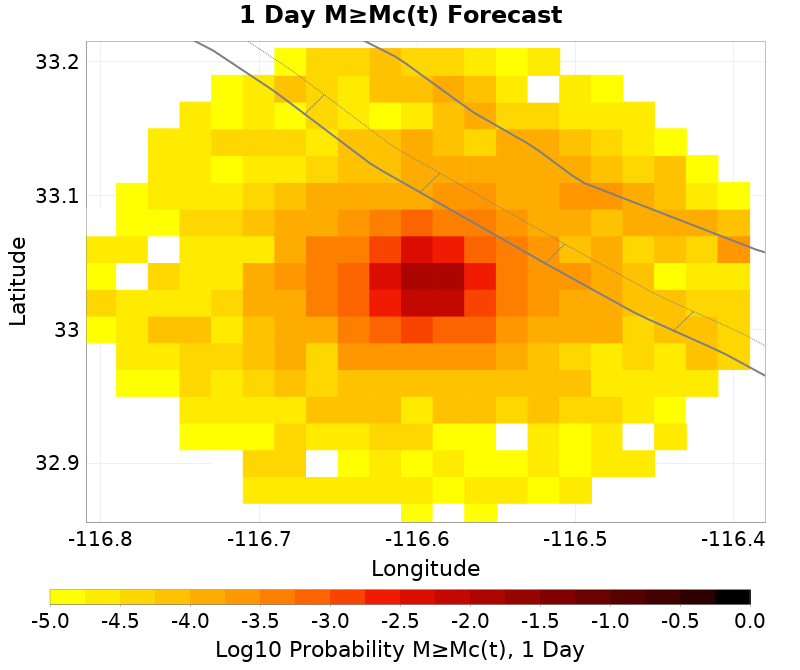 1 Day M≥Mc(t) Forecast
33.2
33.1
33
32.9
Latitude
-116.8 -116.7 -116.6 -116.5 -116.4
Longitude
-5.0 -4.5 -4.0 -3.5 -3.0 -2.5 -2.0 -1.5 -1.0 -0.5 0.0
Log10 Probability M≥Mc(t), 1 Day